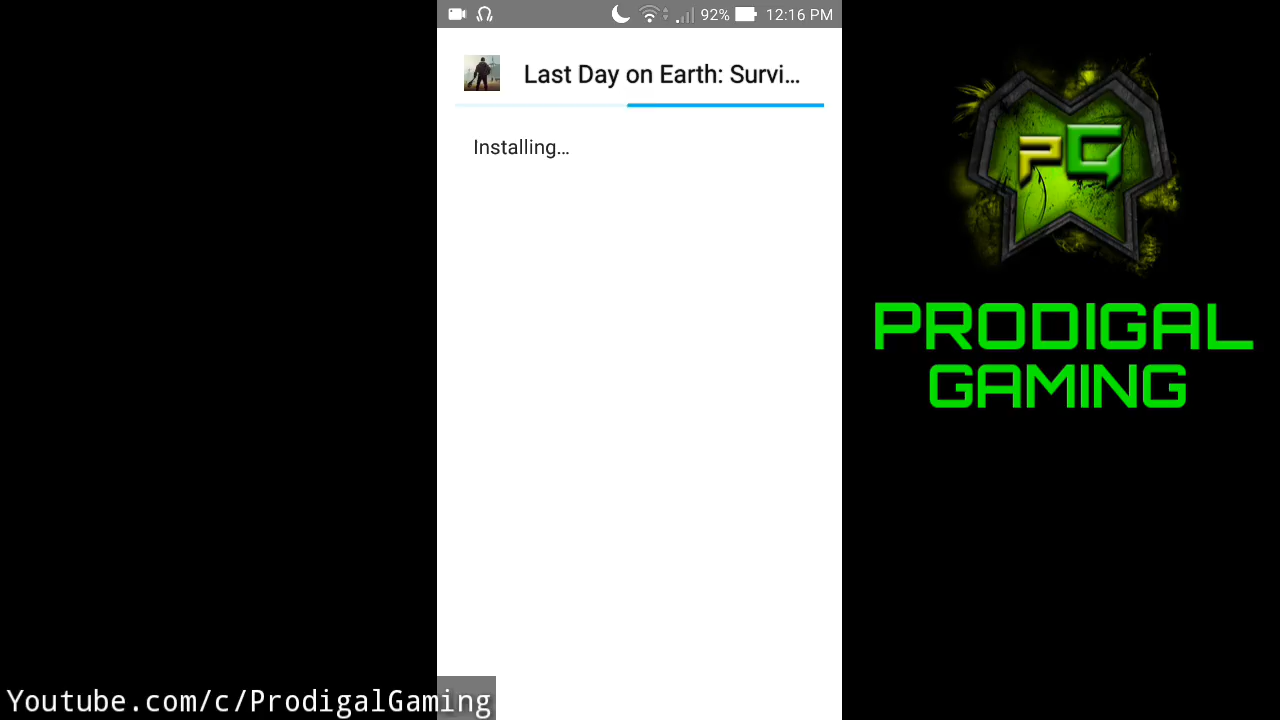 92% 12:16 PM
Last Day on Earth: Survi...
Installing...
PG
PRODIGAL
GAMING
Youtube.com/c/ProdigalGaming